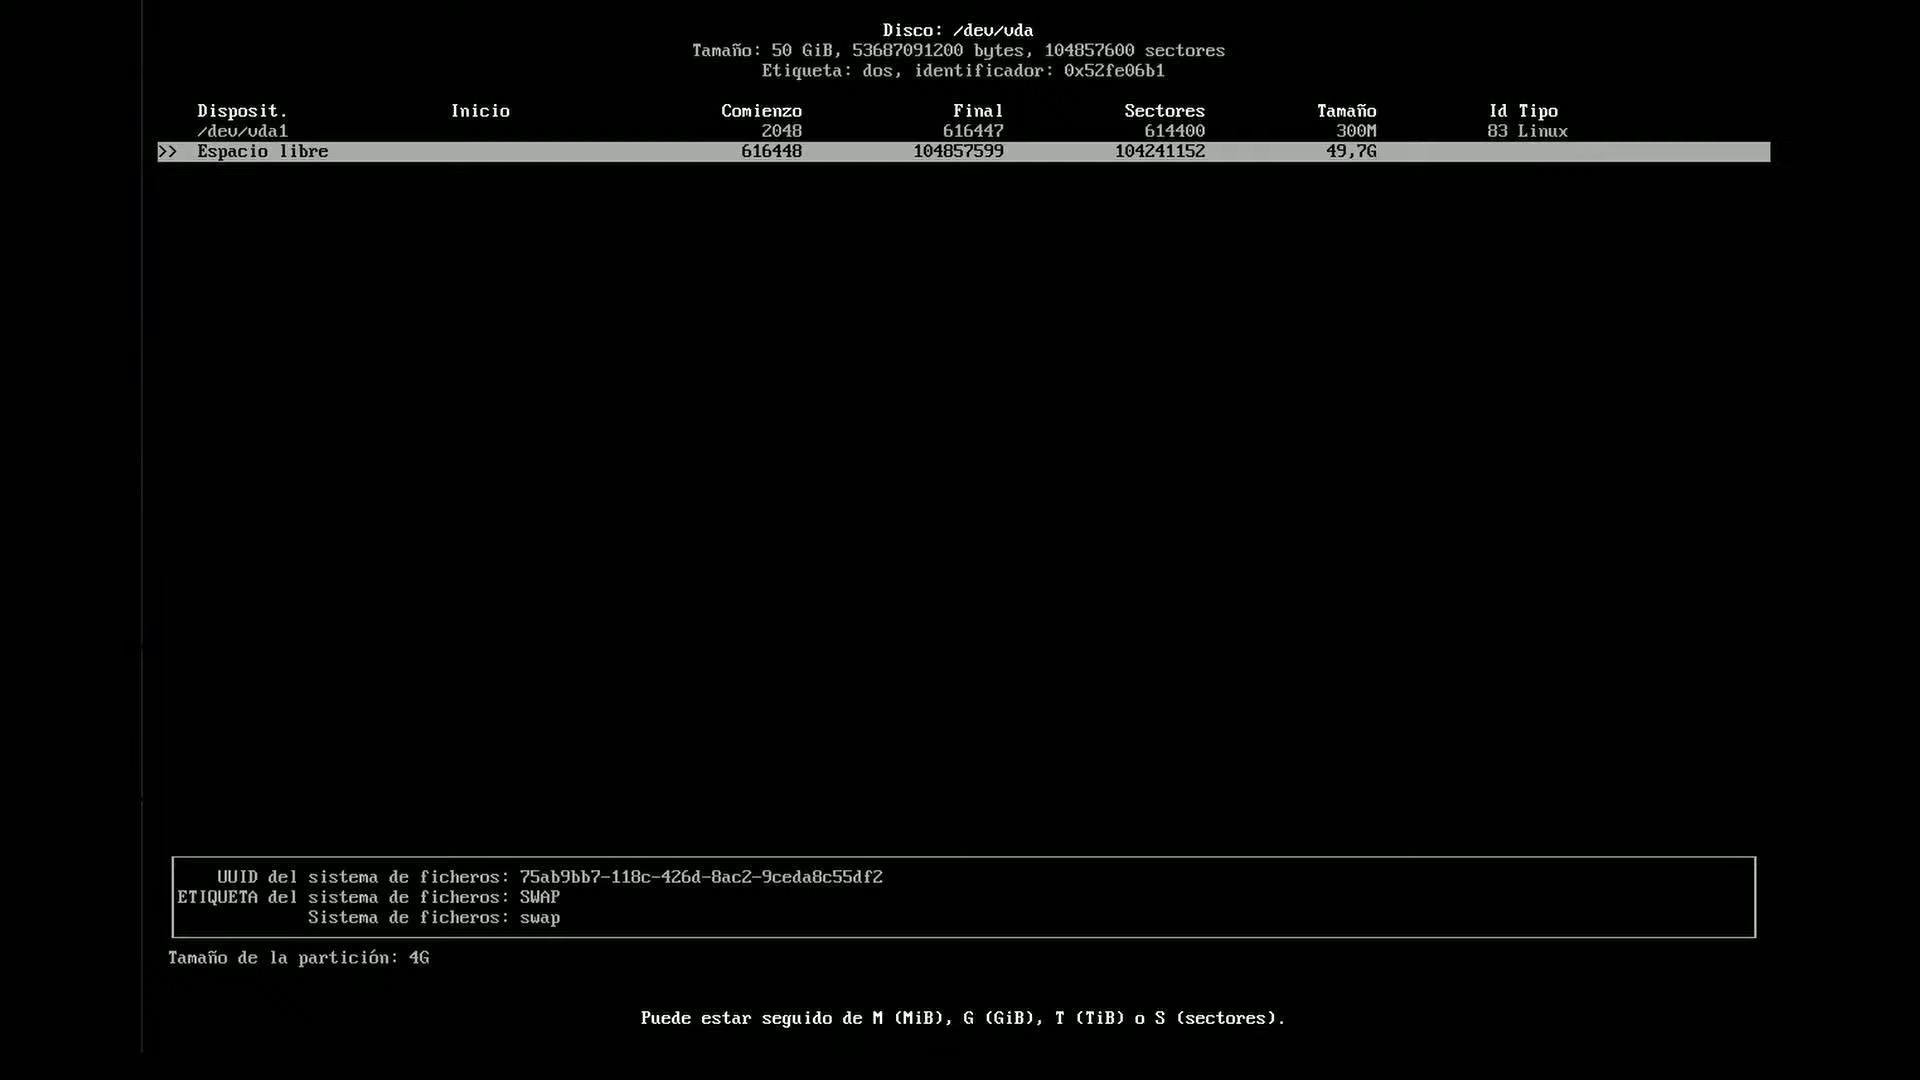 Disco: /dev/vda
Tamaño: 50 GiB, 53687091200 bytes, 104857600 sectores
Etiqueta: dos, identificador: 0x52fe06b1
Disposit. Inicio Comienzo Final Sectores Tamaño Id Tipo
/dev/vda1 2048 616447 614400 300M 83 Linux
>> Espacio libre 616448 104857599 104241152 49,7G
UUID del sistema de ficheros: 75ab9bb7-118c-426d-8ac2-9ceda8c55df2
ETIQUETA del sistema de ficheros: SWAP
Sistema de ficheros: swap
Tamaño de la partición: 4G
Puede estar seguido de M (MiB), G (GiB), T (TiB) o S (sectores).